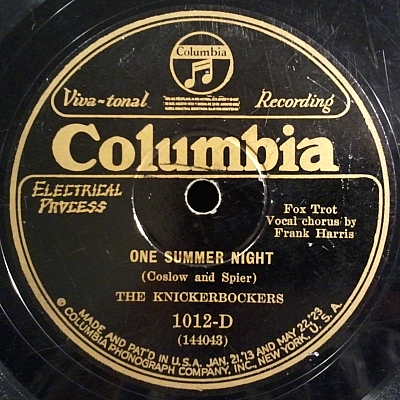 Columbia
Viva-tonal Recording
Columbia
ELECTRICAL
PROCESS
Fox Trot
Vocal chorus by
Frank Harris
ONE SUMMER NIGHT
(Coslow and Spier)
THE KNICKERBOCKERS
1012-D
(144043)
MADE AND PAT'D IN U.S.A. JAN. 21,'13 AND MAY 22,'23
© COLUMBIA PHONOGRAPH COMPANY, INC., NEW YORK, U.S.A.